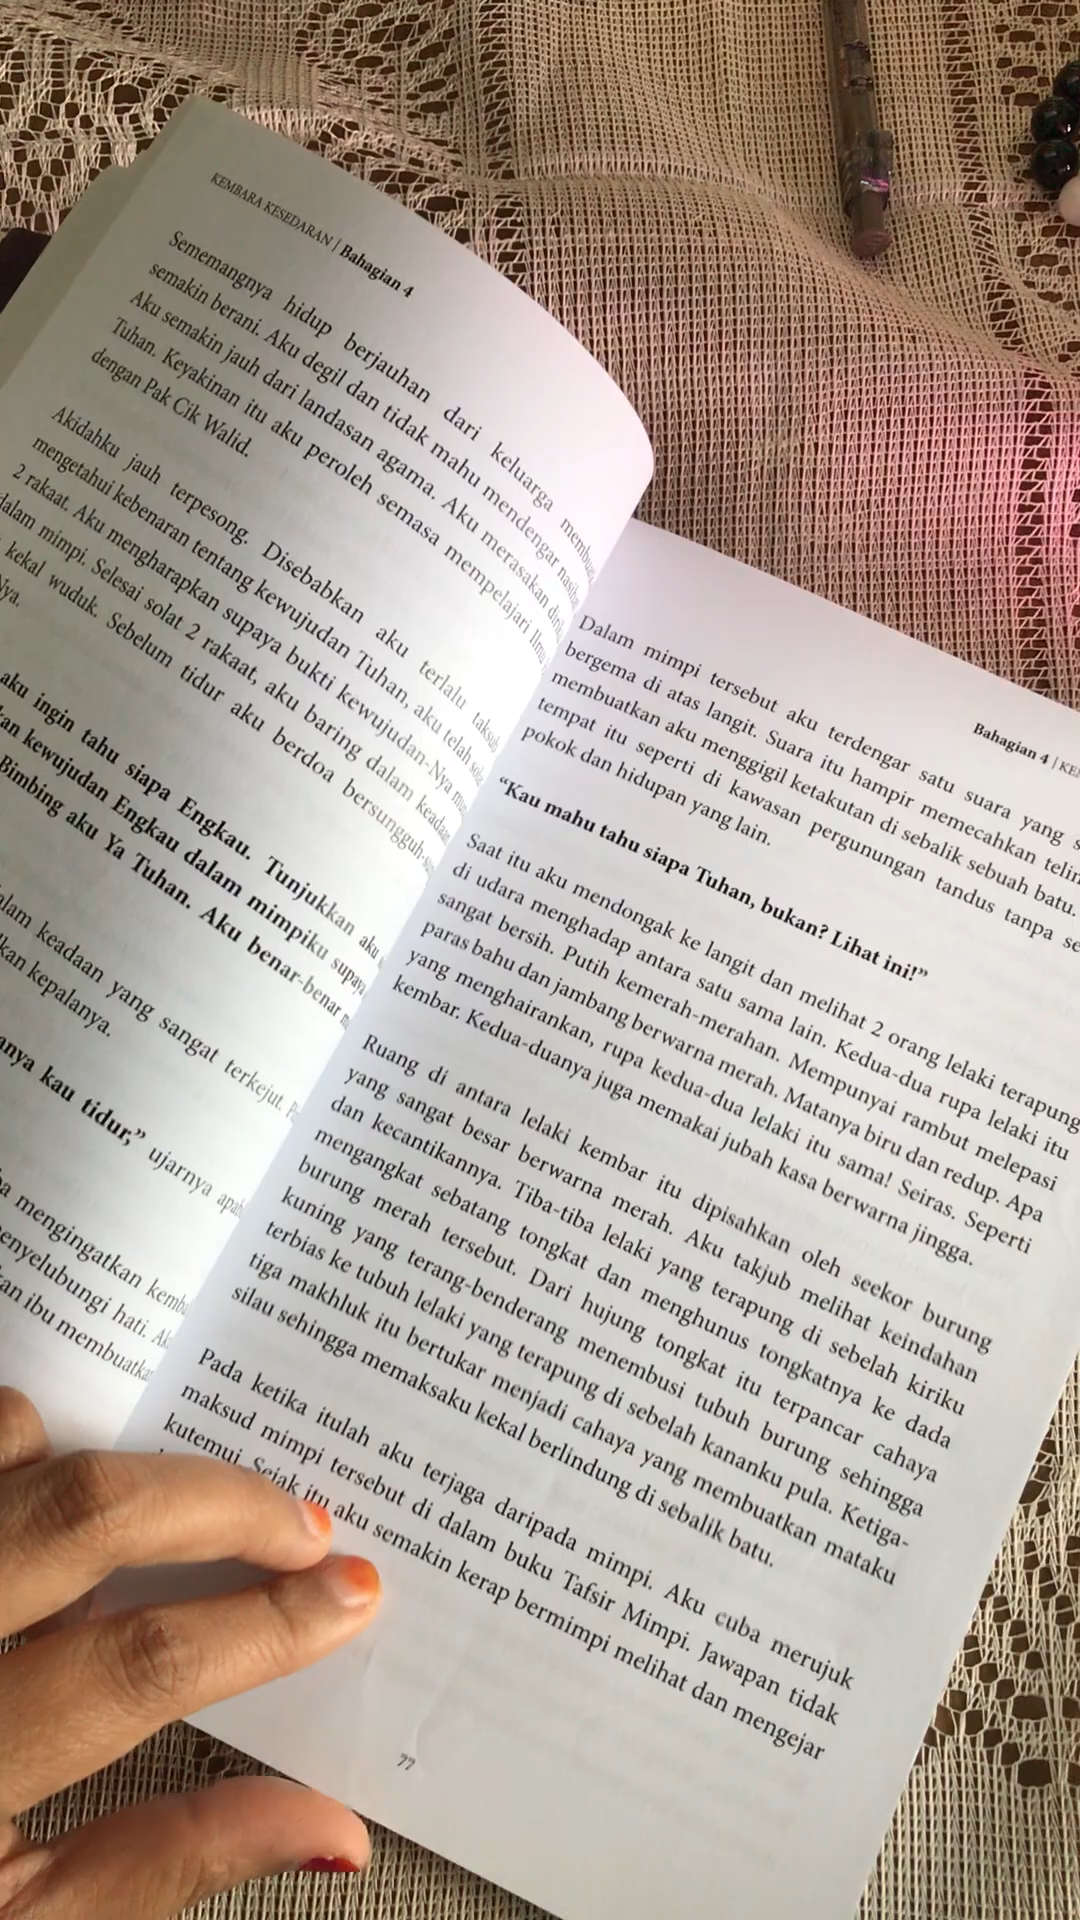 KEMBARA KESEDARAN | Bahagian 4
Sememangnya hidup berjauhan dari keluarga
semakin berani. Aku degil dan tidak mahu mendengar
Aku semakin jauh dari landasan agama. Aku merasakan
Tuhan. Keyakinan itu aku peroleh semasa mempelajari Ilmu
dengan Pak Cik Walid.
Akidahku jauh terpesong. Disebabkan aku terlalu taksub
mengetahui kebenaran tentang kewujudan Tuhan, aku telah
2 rakaat. Aku mengharapkan supaya bukti kewujudan-Nya
dalam mimpi. Selesai solat 2 rakaat, aku baring dalam keadaan
kekal wuduk. Sebelum tidur aku berdoa
aku ingin tahu siapa Engkau. Tunjukkan aku
kewujudan Engkau dalam mimpiku supaya
Bimbing aku Ya Tuhan. Aku benar-benar
keadaan yang sangat terkejut.
kepalanya.
kau tidur,” ujarnya
mengingatkan
hati.
ibu
Bahagian 4 |
Dalam mimpi tersebut aku terdengar satu suara yang
bergema di atas langit. Suara itu hampir memecahkan
membuatkan aku menggigil ketakutan di sebalik sebuah batu.
tempat itu seperti di kawasan pergunungan tandus tanpa
pokok dan hidupan yang lain.
“Kau mahu tahu siapa Tuhan, bukan? Lihat ini!”
Saat itu aku mendongak ke langit dan melihat 2 orang lelaki terapung
di udara menghadap antara satu sama lain. Kedua-dua rupa lelaki itu
sangat bersih. Putih kemerah-merahan. Mempunyai rambut melepasi
paras bahu dan jambang berwarna merah. Matanya biru dan redup. Apa
yang menghairankan, rupa kedua-dua lelaki itu sama! Seiras. Seperti
kembar. Kedua-duanya juga memakai jubah kasa berwarna jingga.
Ruang di antara lelaki kembar itu dipisahkan oleh seekor burung
yang sangat besar berwarna merah. Aku takjub melihat keindahan
dan kecantikannya. Tiba-tiba lelaki yang terapung di sebelah kiriku
mengangkat sebatang tongkat dan menghunus tongkatnya ke dada
burung merah tersebut. Dari hujung tongkat itu terpancar cahaya
kuning yang terang-benderang menembusi tubuh burung sehingga
terbias ke tubuh lelaki yang terapung di sebelah kananku pula. Ketiga-
tiga makhluk itu bertukar menjadi cahaya yang membuatkan mataku
silau sehingga memaksaku kekal berlindung di sebalik batu.
Pada ketika itulah aku terjaga daripada mimpi. Aku cuba merujuk
maksud mimpi tersebut di dalam buku Tafsir Mimpi. Jawapan tidak
kutemui. Sejak itu aku semakin kerap bermimpi melihat dan mengejar
77